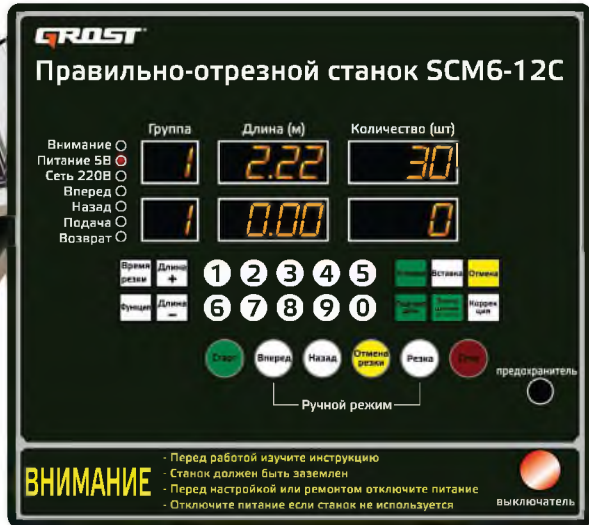 GROST
Правильно-отрезной станок SCM6-12C
Группа Длина (м) Количество (шт)
Внимание
Питание 5В
Сеть 220В
Вперед
Назад
Подача
Возврат
1 2.22 30
1 0.00 0
Время резки Длина + 1 2 3 4 5 Вставка Отмена
Функция Длина - 6 7 8 9 0 Коррекция
Старт Вперед Назад Отмена резки Резка Стоп
Ручной режим
предохранитель
ВНИМАНИЕ
- Перед работой изучите инструкцию
- Станок должен быть заземлен
- Перед настройкой или ремонтом отключите питание
- Отключите питание если станок не используется
выключатель